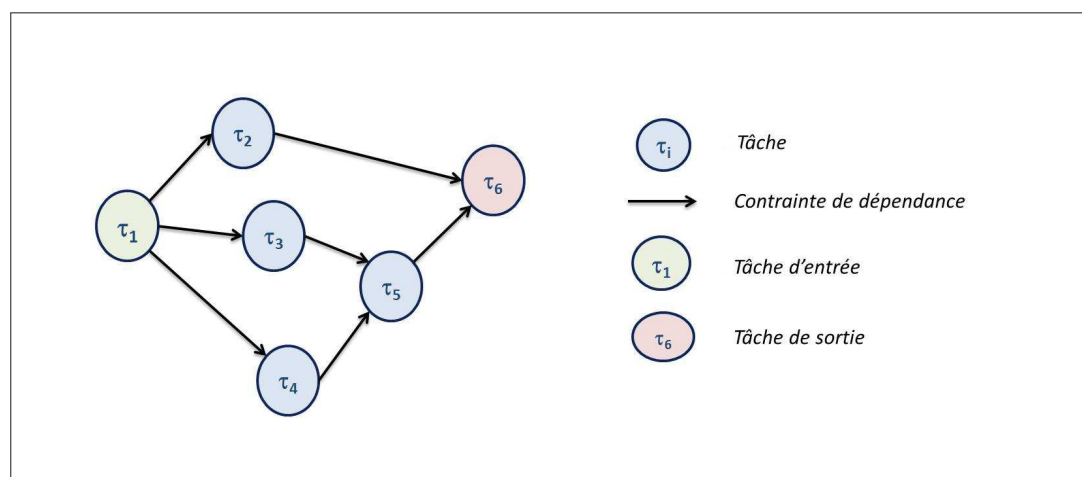 τ2
τ6
τ1
τ3
τ5
τ4
τi Tâche
Contrainte de dépendance
τ1 Tâche d’entrée
τ6 Tâche de sortie